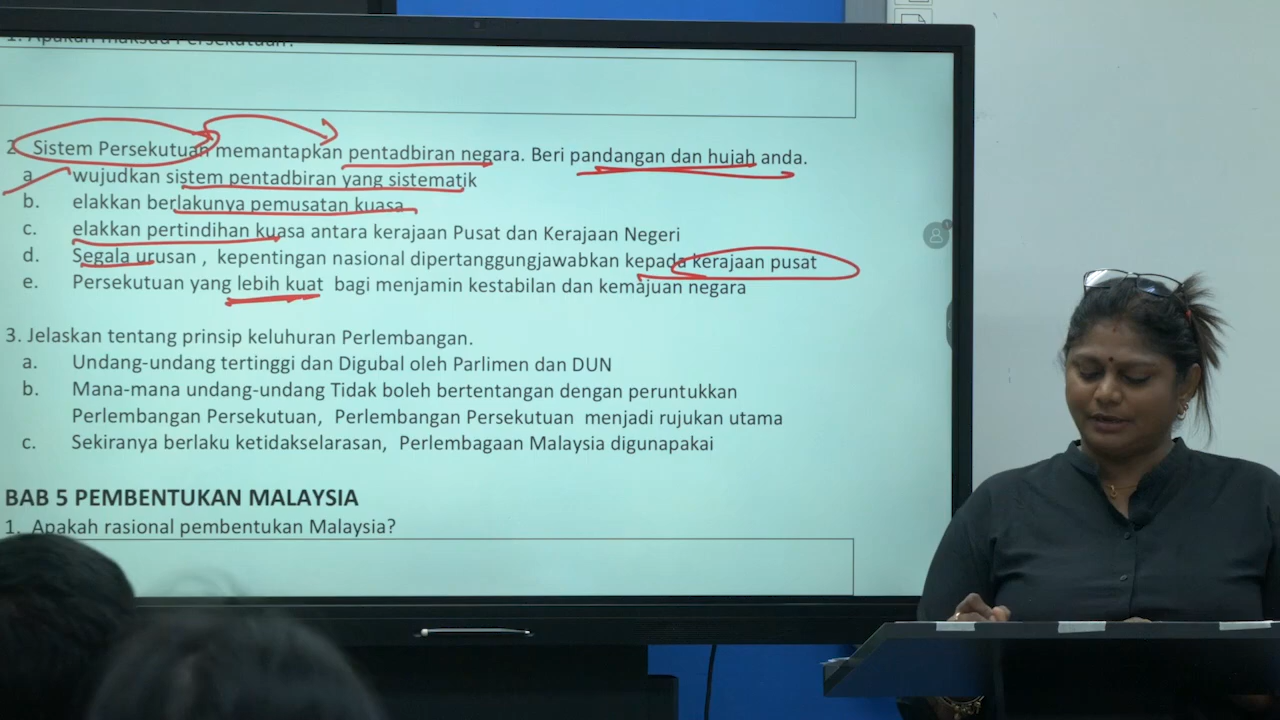 1. Apakah maksud Persekutuan?
2. Sistem Persekutuan memantapkan pentadbiran negara. Beri pandangan dan hujah anda.
a. wujudkan sistem pentadbiran yang sistematik
b. elakkan berlakunya pemusatan kuasa
c. elakkan pertindihan kuasa antara kerajaan Pusat dan Kerajaan Negeri
d. Segala urusan , kepentingan nasional dipertanggungjawabkan kepada kerajaan pusat
e. Persekutuan yang lebih kuat bagi menjamin kestabilan dan kemajuan negara
3. Jelaskan tentang prinsip keluhuran Perlembangan.
a. Undang-undang tertinggi dan Digubal oleh Parlimen dan DUN
b. Mana-mana undang-undang Tidak boleh bertentangan dengan peruntukkan
Perlembangan Persekutuan, Perlembangan Persekutuan menjadi rujukan utama
c. Sekiranya berlaku ketidakselarasan, Perlembagaan Malaysia digunapakai
BAB 5 PEMBENTUKAN MALAYSIA
1. Apakah rasional pembentukan Malaysia?